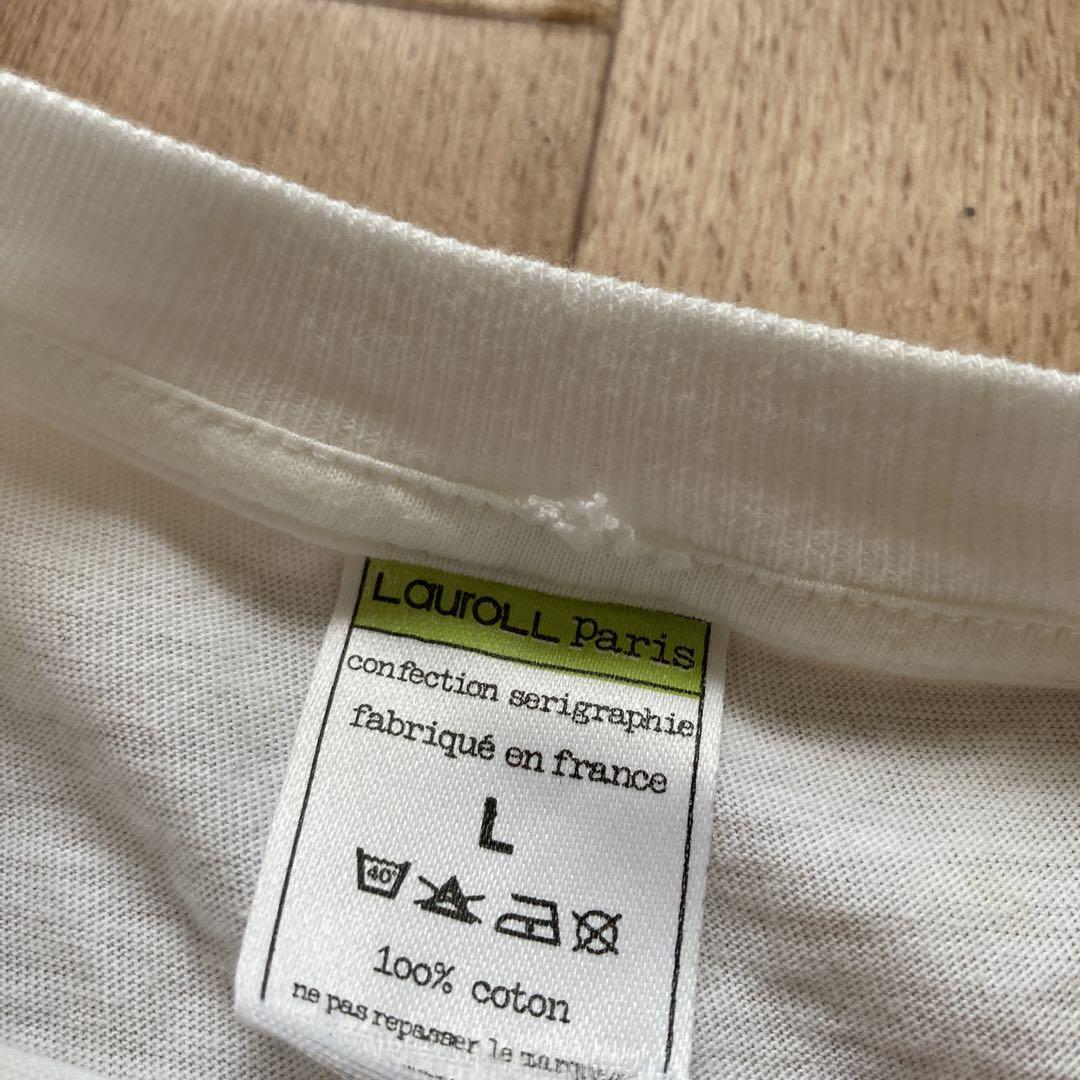 LauroLL paris
confection serigraphie
fabriqué en france
L
40°
100% coton
ne pas repasser le